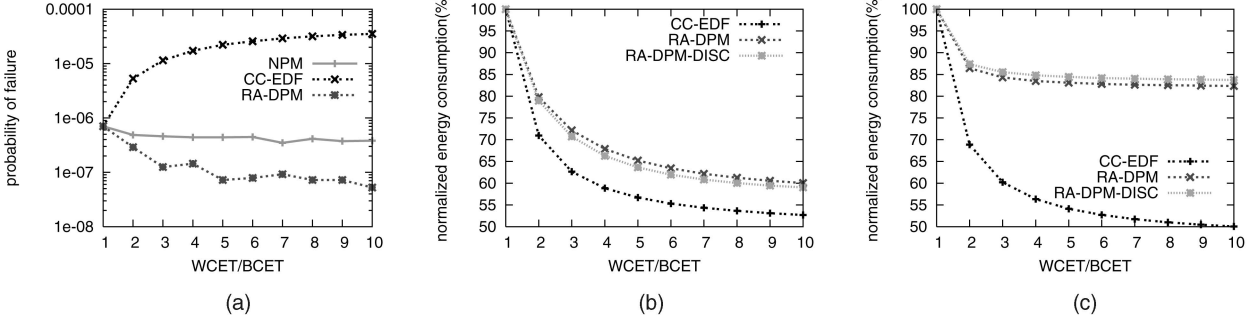 probability of failure
0.0001
1e-05
1e-06
1e-07
1e-08
NPM
CC-EDF
RA-DPM
1 2 3 4 5 6 7 8 9 10
WCET/BCET
(a)
normalized energy consumption(%
100
95
90
85
80
75
70
65
60
55
50
CC-EDF
RA-DPM
RA-DPM-DISC
1 2 3 4 5 6 7 8 9 10
WCET/BCET
(b)
normalized energy consumption(%
100
95
90
85
80
75
70
65
60
55
50
CC-EDF
RA-DPM
RA-DPM-DISC
1 2 3 4 5 6 7 8 9 10
WCET/BCET
(c)